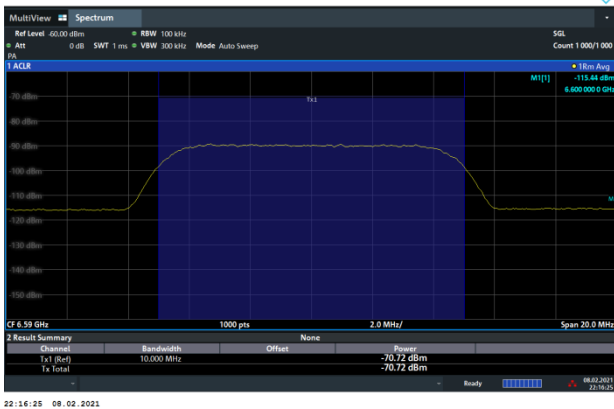 MultiView Spectrum
Ref Level -60.00 dBm RBW 100 kHz SGL
Att 0 dB SWT 1 ms VBW 300 kHz Mode Auto Sweep Count 1 000/1 000
PA
1 ACLR 1Rm Avg
M1[1] -115.44 dBm
6.600 000 0 GHz
-70 dBm
Tx1
-80 dBm
-90 dBm
-100 dBm
-110 dBm
M
-120 dBm
-130 dBm
-140 dBm
-150 dBm
CF 6.59 GHz 1000 pts 2.0 MHz/ Span 20.0 MHz
2 Result Summary None
Channel Bandwidth Offset Power
Tx1 (Ref) 10.000 MHz -70.72 dBm
Tx Total -70.72 dBm
Ready 08.02.2021
22:16:25
22:16:25 08.02.2021